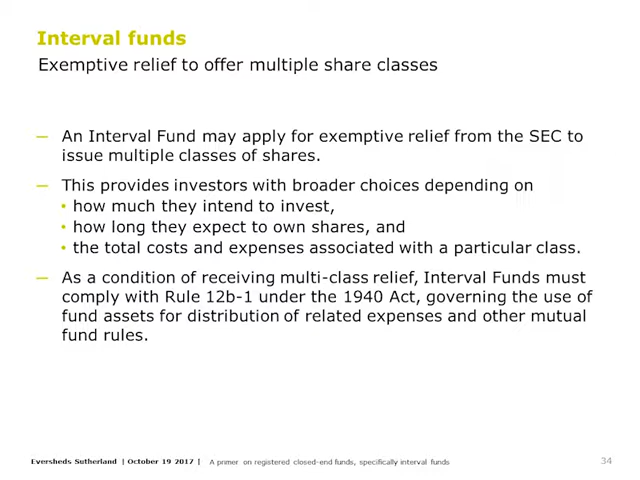 Interval funds
Exemptive relief to offer multiple share classes
— An Interval Fund may apply for exemptive relief from the SEC to
issue multiple classes of shares.
— This provides investors with broader choices depending on
• how much they intend to invest,
• how long they expect to own shares, and
• the total costs and expenses associated with a particular class.
— As a condition of receiving multi-class relief, Interval Funds must
comply with Rule 12b-1 under the 1940 Act, governing the use of
fund assets for distribution of related expenses and other mutual
fund rules.
Eversheds Sutherland | October 19 2017 | A primer on registered closed-end funds, specifically interval funds 34